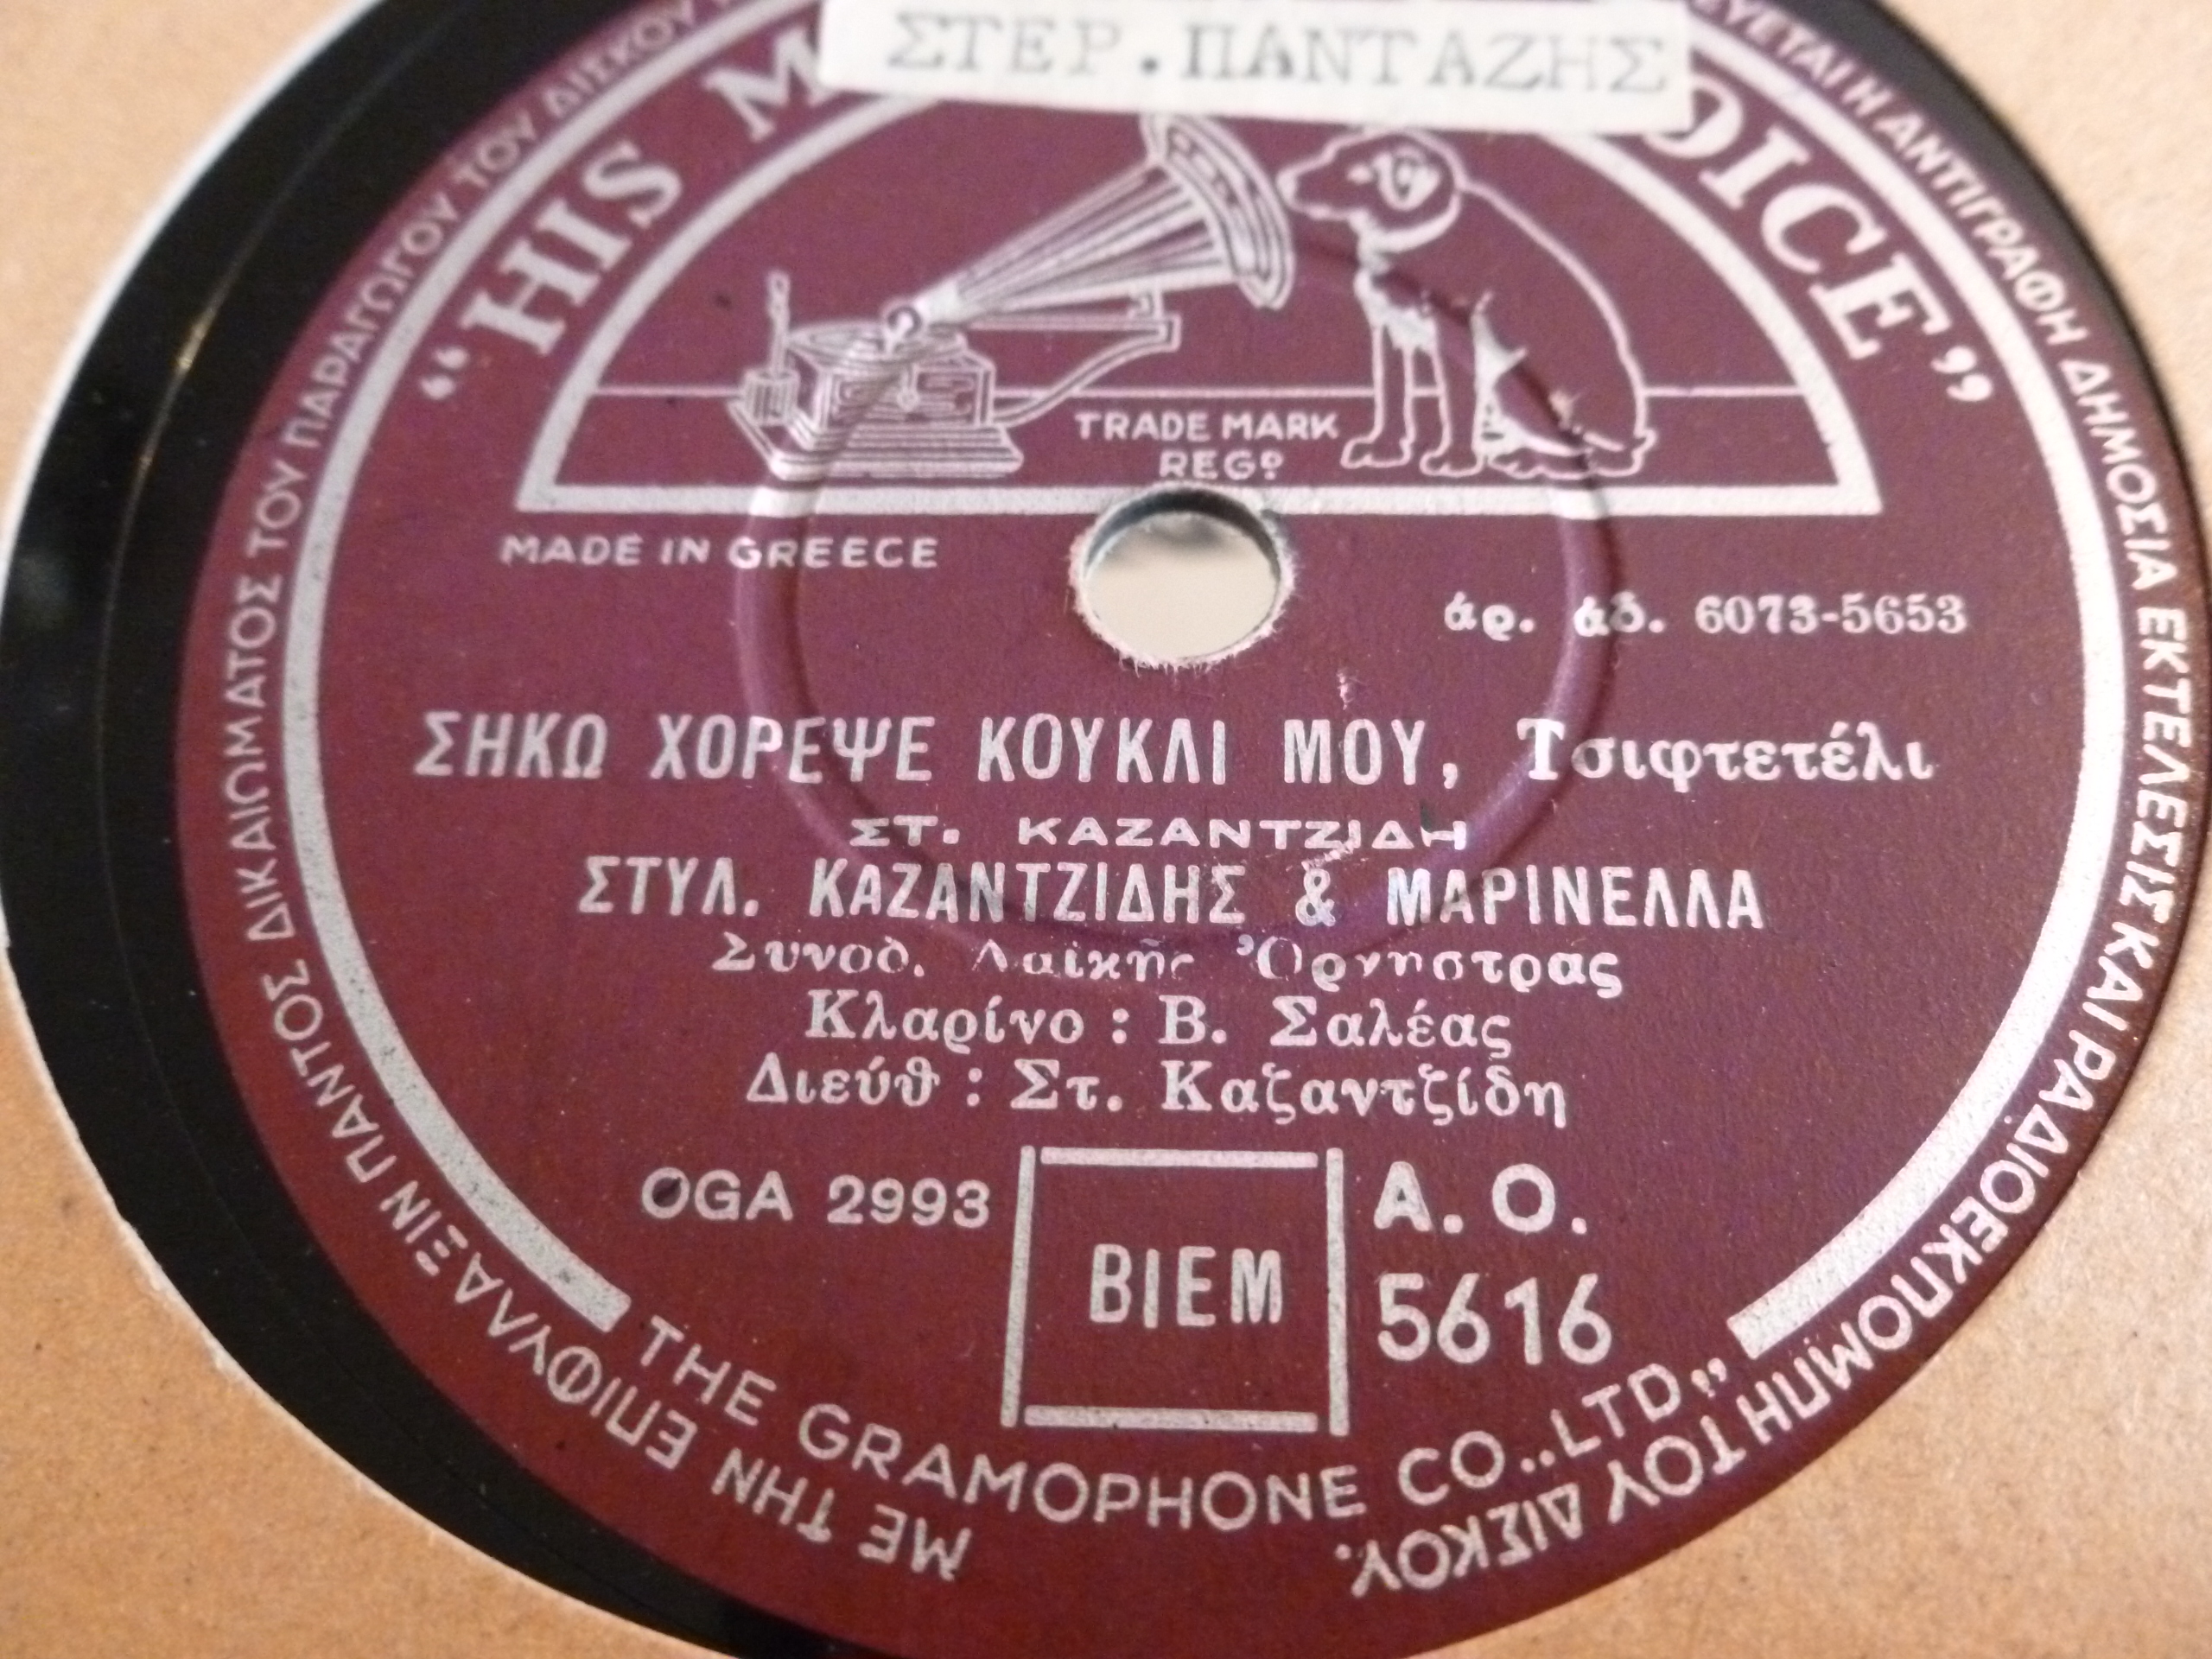 ΣΤΕΡ.ΠΑΝΤΑΖΗΣ
“HIS M OICE”
TRADE MARK
REGD
MADE IN GREECE
ἀρ. ἀδ. 6073-5653
ΣΗΚΩ ΧΟΡΕΨΕ ΚΟΥΚΛΙ ΜΟΥ, Τσιφτετέλι
ΣΤ. ΚΑΖΑΝΤΖΙΔΗ
ΣΤΥΛ. ΚΑΖΑΝΤΖΙΔΗΣ & ΜΑΡΙΝΕΛΛΑ
Συνοδ. Λαϊκῆς Ὀρχήστρας
Κλαρίνο : Β. Σαλέας
Διεύθ : Στ. Καζαντζίδη
OGA 2993
BIEM
A. O.
5616
THE GRAMOPHONE CO..LTD,,
ΜΕ ΤΗΝ ΕΠΙΦΥΛΑΞΙΝ ΠΑΝΤΟΣ ΔΙΚΑΙΩΜΑΤΟΣ ΤΟΥ ΠΑΡΑΓΩΓΟΥ ΤΟΥ ΔΙΣΚΟΥ
ΕΥΕΤΑΙ Η ΑΝΤΙΓΡΑΦΗ ΔΗΜΟΣΙΑ ΕΚΤΕΛΕΣΙΣ ΚΑΙ ΡΑΔΙΟΕΚΠΟΜΠΗ ΤΟΥ ΔΙΣΚΟΥ.